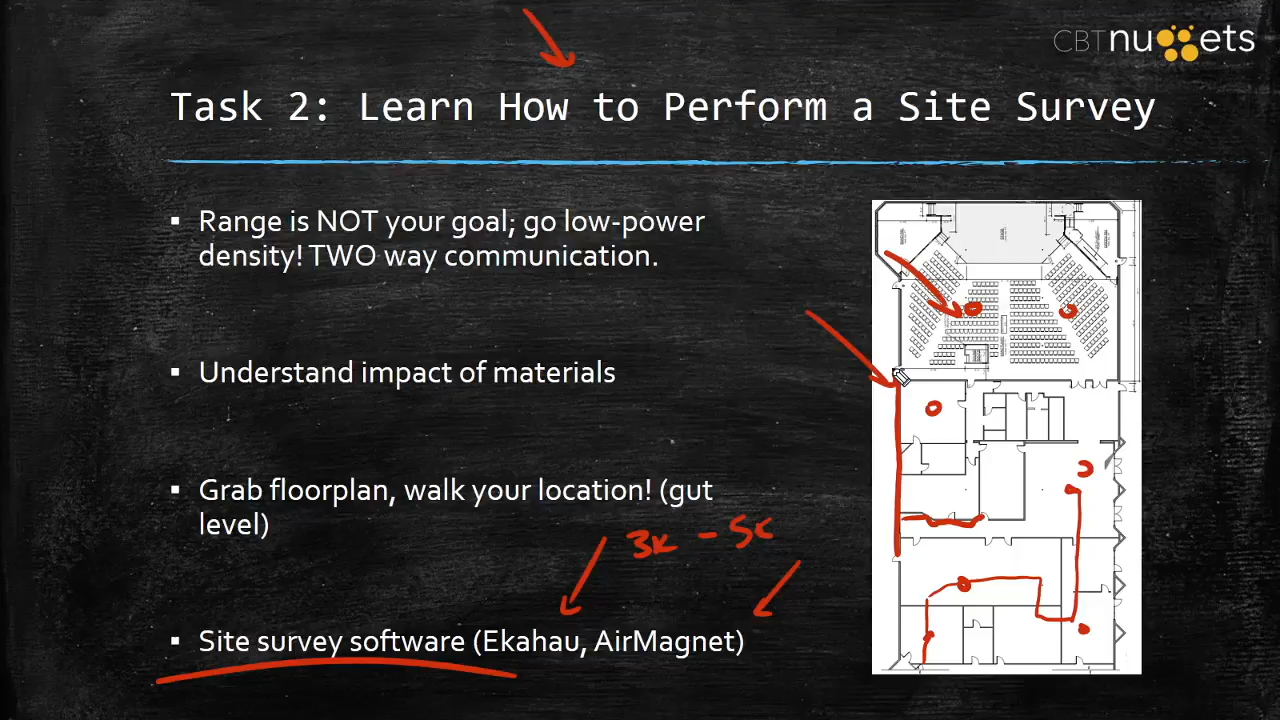 CBTnuggets
Task 2: Learn How to Perform a Site Survey
▪ Range is NOT your goal; go low-power
density! TWO way communication.
▪ Understand impact of materials
▪ Grab floorplan, walk your location! (gut
level)
3k - 5k
▪ Site survey software (Ekahau, AirMagnet)